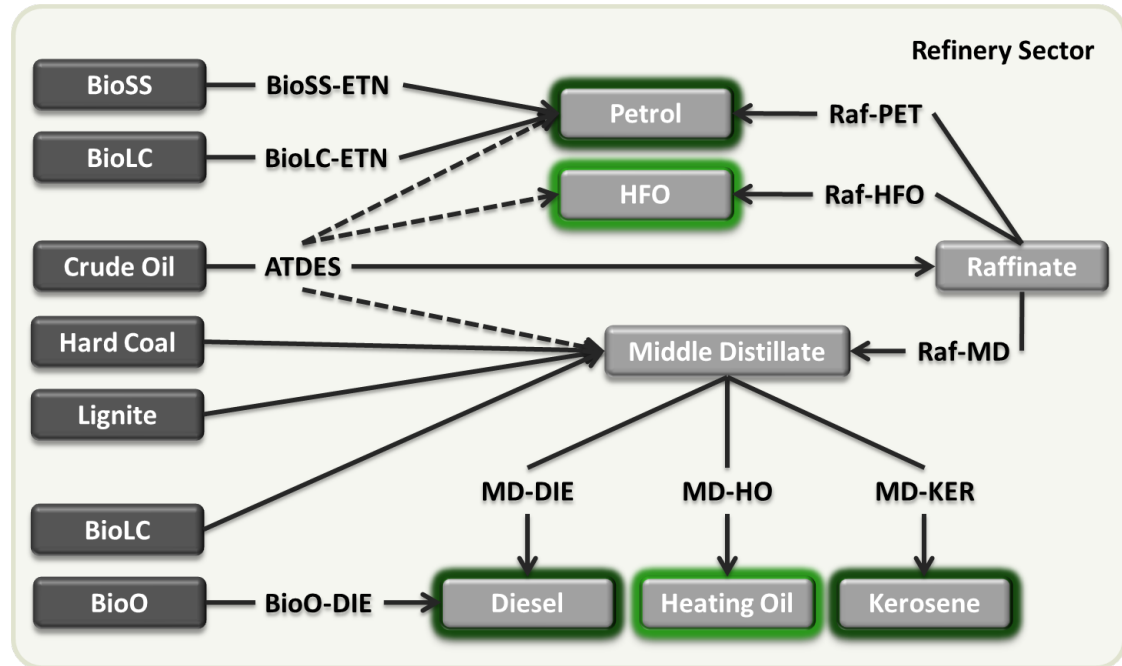 Refinery Sector
BioSS
BioSS-ETN
Petrol
Raf-PET
BioLC
BioLC-ETN
HFO
Raf-HFO
Crude Oil
ATDES
Raffinate
Hard Coal
Middle Distillate
Raf-MD
Lignite
MD-DIE
MD-HO
MD-KER
BioLC
BioO
BioO-DIE
Diesel
Heating Oil
Kerosene